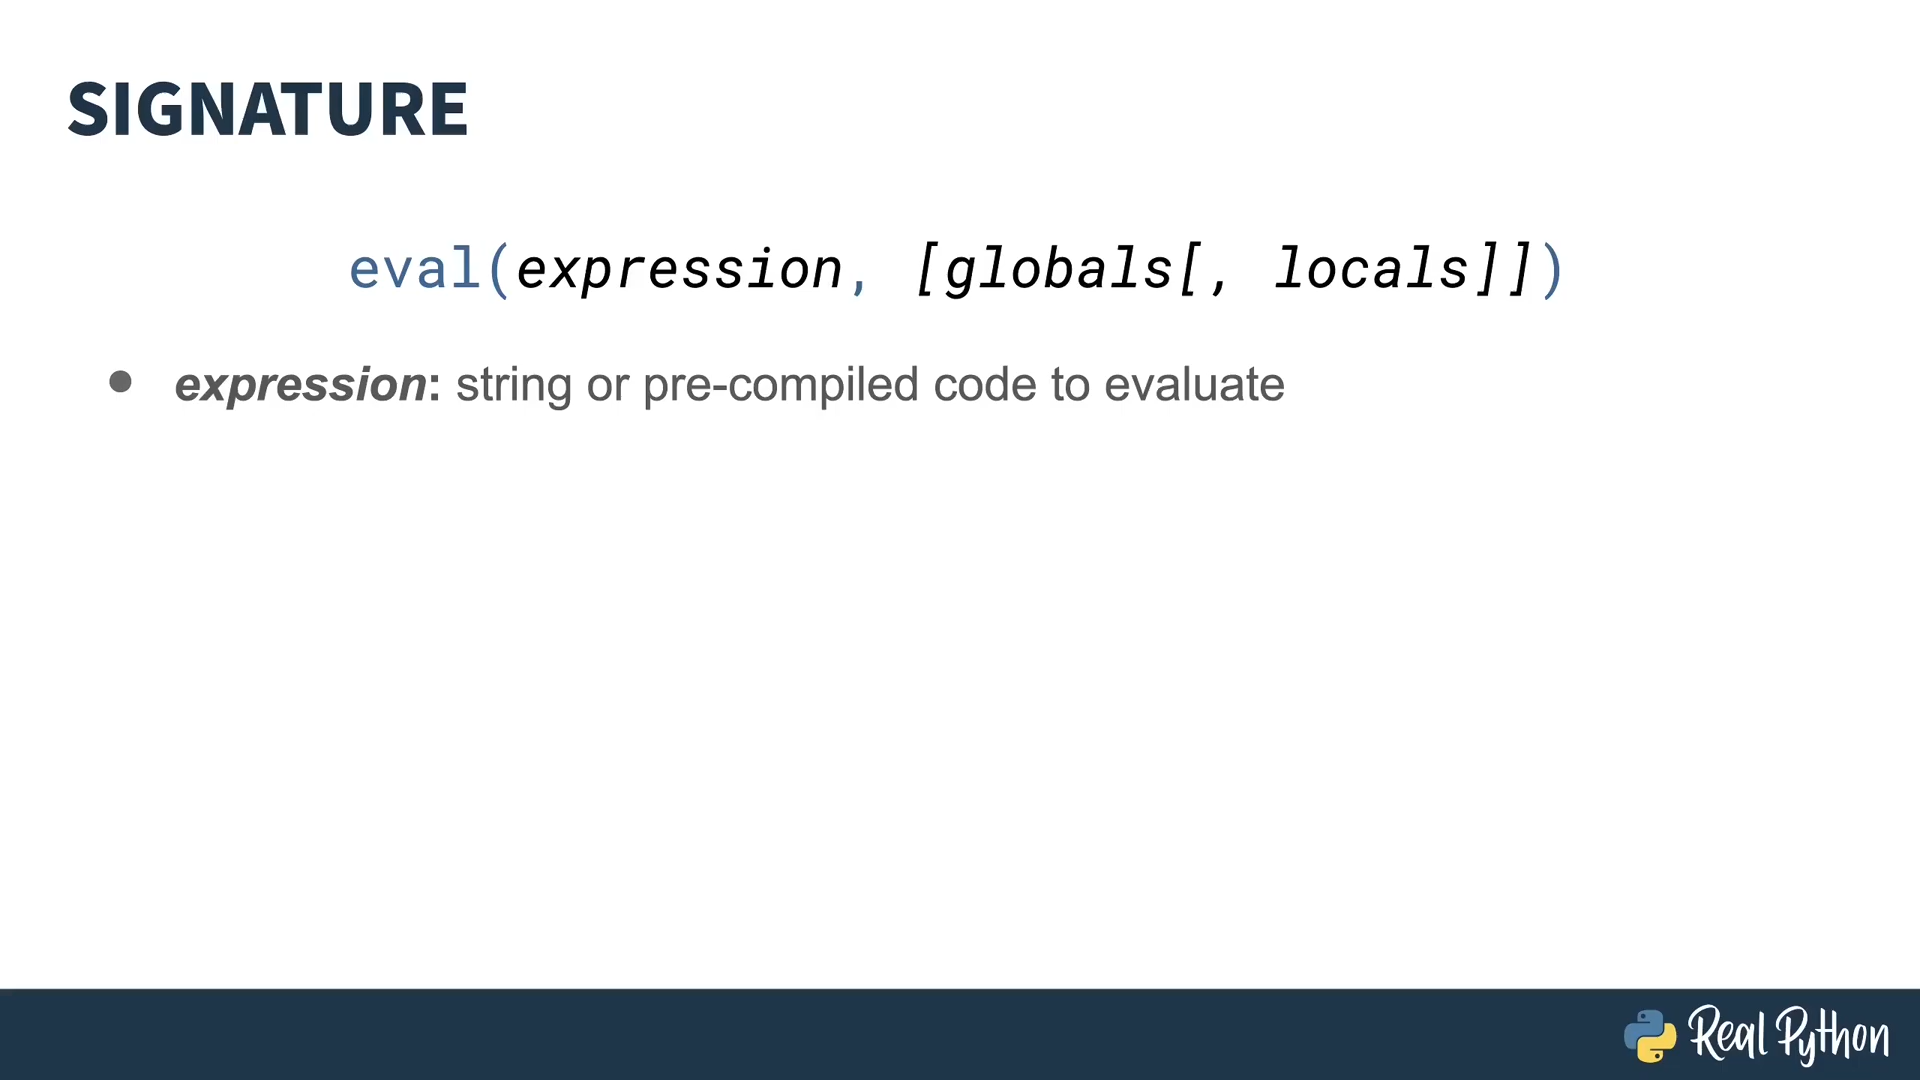 SIGNATURE
eval(expression, [globals[, locals]])
● expression: string or pre-compiled code to evaluate
Real Python